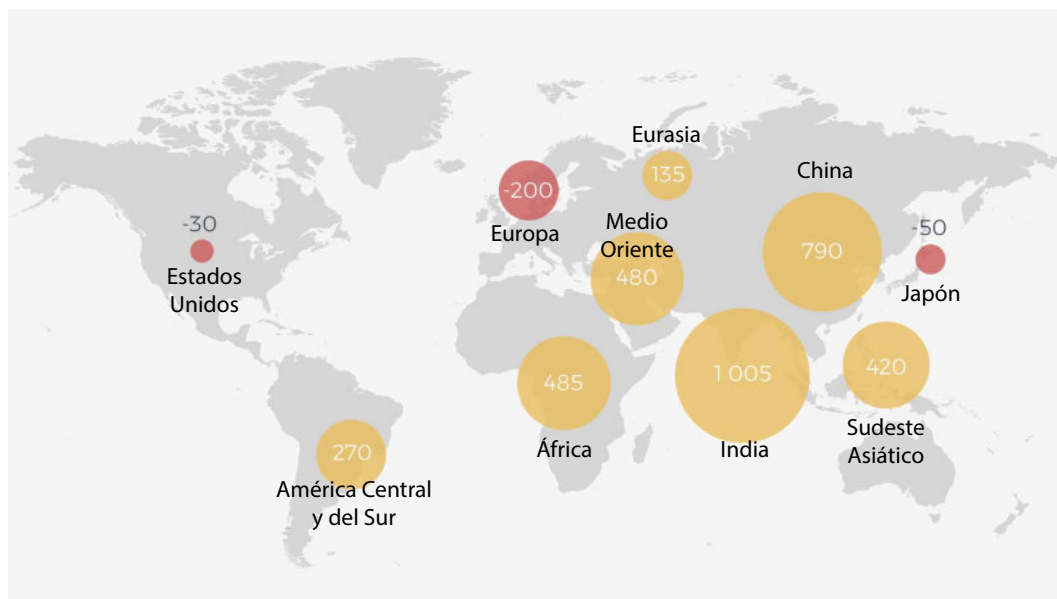 Eurasia
135
China
-200
Europa
-30
Estados
Unidos
Medio
Oriente
480
790
-50
Japón
485
África
1 005
India
420
Sudeste
Asiático
270
América Central
y del Sur